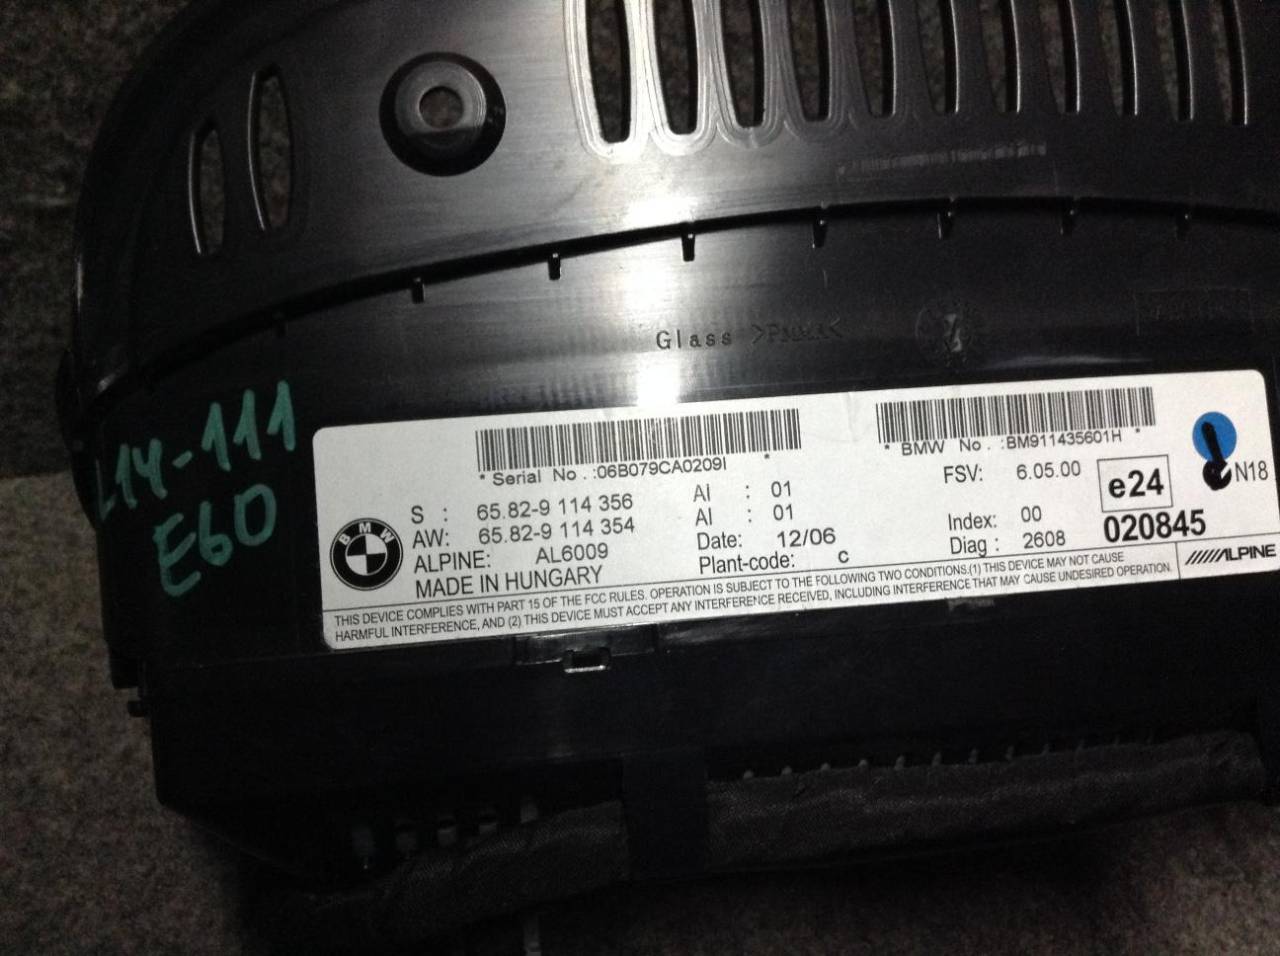 Glass
L14-111
E60
* Serial No.:06B079CA0209I *
* BMW No.:BM911435601H *
S : 65.82-9 114 356
AI : 01
FSV: 6.05.00
e24
N18
AW: 65.82-9 114 354
AI : 01
ALPINE: AL6009
Date: 12/06
Index: 00
020845
MADE IN HUNGARY
Plant-code: c
Diag : 2608
ALPINE
BMW
THIS DEVICE COMPLIES WITH PART 15 OF THE FCC RULES. OPERATION IS SUBJECT TO THE FOLLOWING TWO CONDITIONS.(1) THIS DEVICE MAY NOT CAUSE
HARMFUL INTERFERENCE, AND (2) THIS DEVICE MUST ACCEPT ANY INTERFERENCE RECEIVED, INCLUDING INTERFERENCE THAT MAY CAUSE UNDESIRED OPERATION.